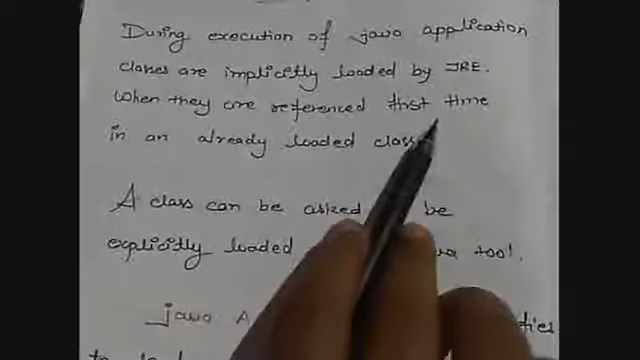 During execution of java application
classes are implicitly loaded by JRE.
when they are referenced first time
in an already loaded class
A class can be asked be
explicitly loaded too!.
java A